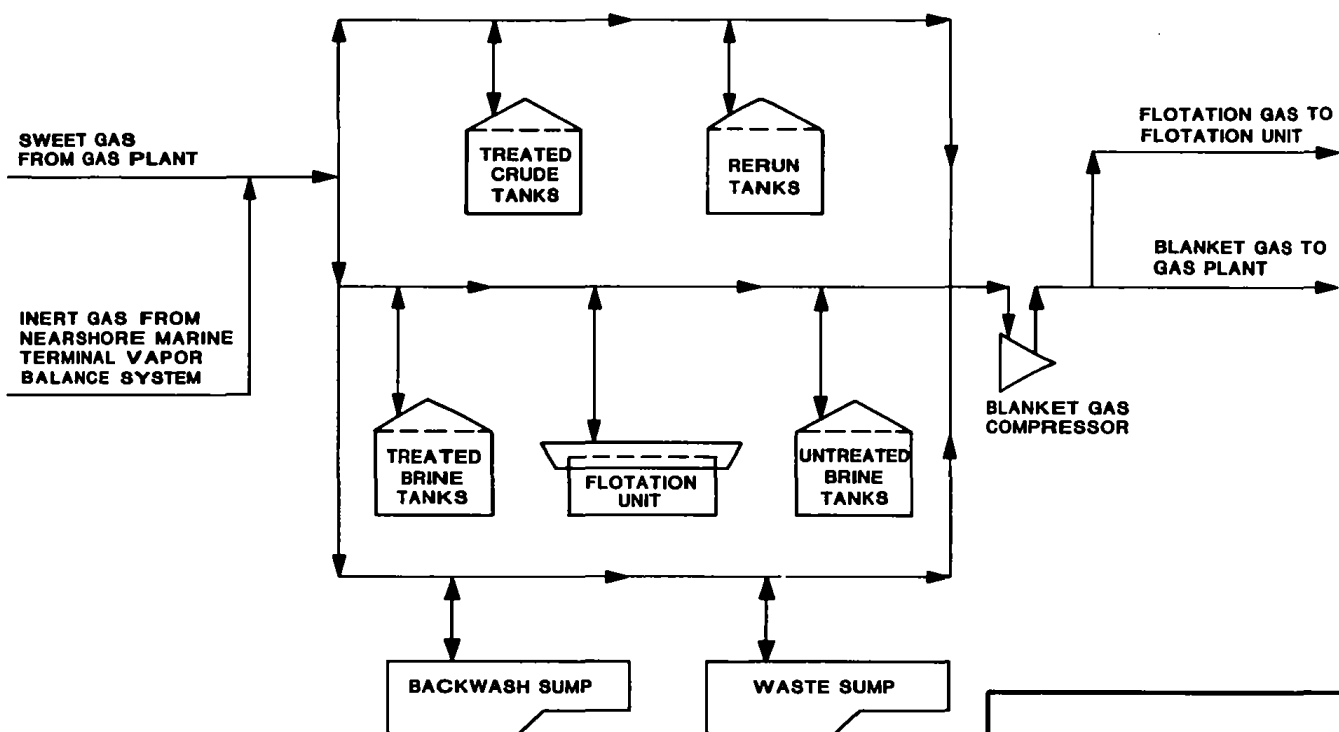 SWEET GAS
FROM GAS PLANT
INERT GAS FROM
NEARSHORE MARINE
TERMINAL VAPOR
BALANCE SYSTEM
TREATED
CRUDE
TANKS
RERUN
TANKS
TREATED
BRINE
TANKS
FLOTATION
UNIT
UNTREATED
BRINE
TANKS
BACKWASH SUMP
WASTE SUMP
FLOTATION GAS TO
FLOTATION UNIT
BLANKET GAS TO
GAS PLANT
BLANKET GAS
COMPRESSOR